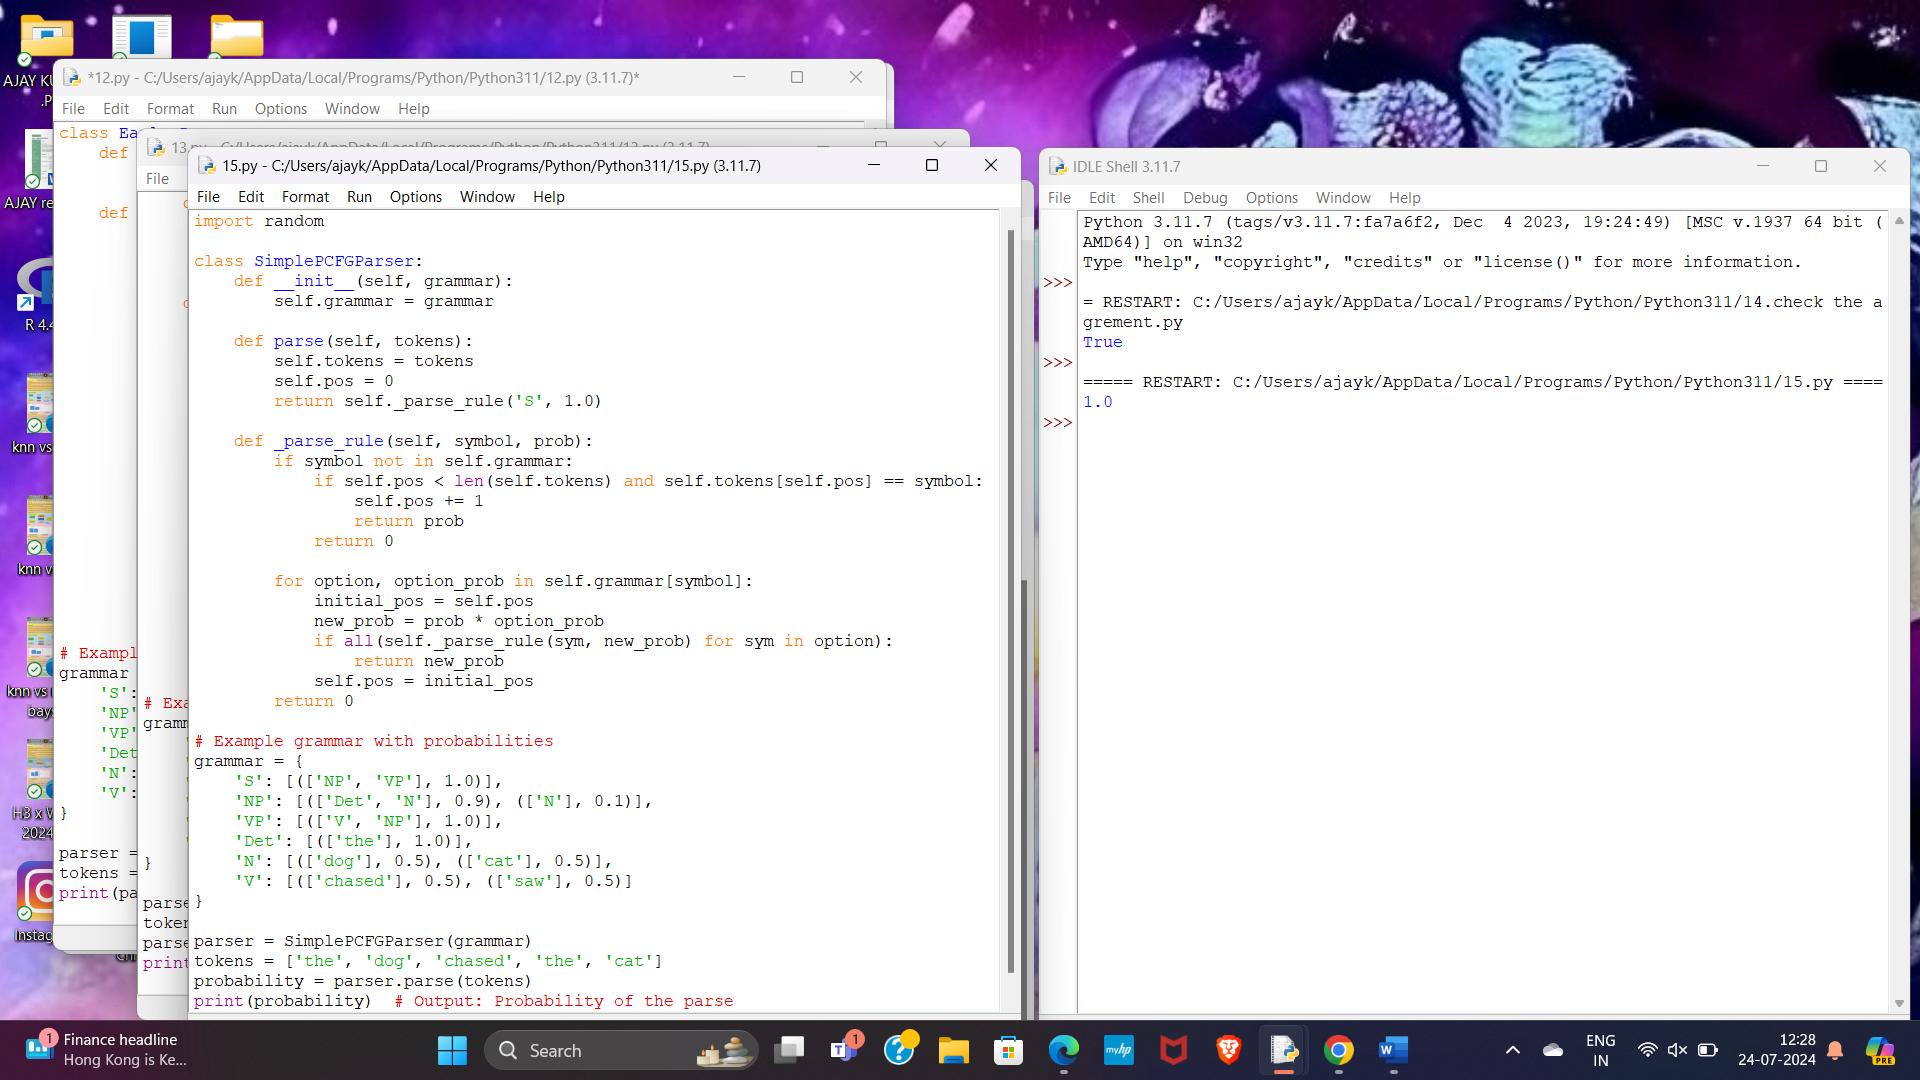 AJAY KU
.P
AJAY re
R 4.4
knn vs
knn v
knn vs
bays
H3 x W
2024
Instag
*12.py - C:/Users/ajayk/AppData/Local/Programs/Python/Python311/12.py (3.11.7)*
File Edit Format Run Options Window Help
class Ea
def
def
# Exampl
grammar
'S':
'NP'
'VP'
'Det
'N':
'V':
}
parser =
tokens =
print(pa
13.py - C:/Users/ajayk/AppData/Local/Programs/Python/Python311/13.py (3.11.7)
File
# Exa
gramm
}
parse
token
parse
print
15.py - C:/Users/ajayk/AppData/Local/Programs/Python/Python311/15.py (3.11.7)
File Edit Format Run Options Window Help
import random
class SimplePCFGParser:
    def __init__(self, grammar):
        self.grammar = grammar
    def parse(self, tokens):
        self.tokens = tokens
        self.pos = 0
        return self._parse_rule('S', 1.0)
    def _parse_rule(self, symbol, prob):
        if symbol not in self.grammar:
            if self.pos < len(self.tokens) and self.tokens[self.pos] == symbol:
                self.pos += 1
                return prob
            return 0
        for option, option_prob in self.grammar[symbol]:
            initial_pos = self.pos
            new_prob = prob * option_prob
            if all(self._parse_rule(sym, new_prob) for sym in option):
                return new_prob
            self.pos = initial_pos
        return 0
# Example grammar with probabilities
grammar = {
    'S': [(['NP', 'VP'], 1.0)],
    'NP': [(['Det', 'N'], 0.9), (['N'], 0.1)],
    'VP': [(['V', 'NP'], 1.0)],
    'Det': [(['the'], 1.0)],
    'N': [(['dog'], 0.5), (['cat'], 0.5)],
    'V': [(['chased'], 0.5), (['saw'], 0.5)]
}
parser = SimplePCFGParser(grammar)
tokens = ['the', 'dog', 'chased', 'the', 'cat']
probability = parser.parse(tokens)
print(probability)  # Output: Probability of the parse
IDLE Shell 3.11.7
File Edit Shell Debug Options Window Help
Python 3.11.7 (tags/v3.11.7:fa7a6f2, Dec  4 2023, 19:24:49) [MSC v.1937 64 bit (
AMD64)] on win32
Type "help", "copyright", "credits" or "license()" for more information.
>>>
= RESTART: C:/Users/ajayk/AppData/Local/Programs/Python/Python311/14.check the a
grement.py
True
>>>
===== RESTART: C:/Users/ajayk/AppData/Local/Programs/Python/Python311/15.py ====
1.0
>>>
1
Finance headline
Hong Kong is Ke...
Search
1
myhp
ENG
IN
12:28
24-07-2024
PRE